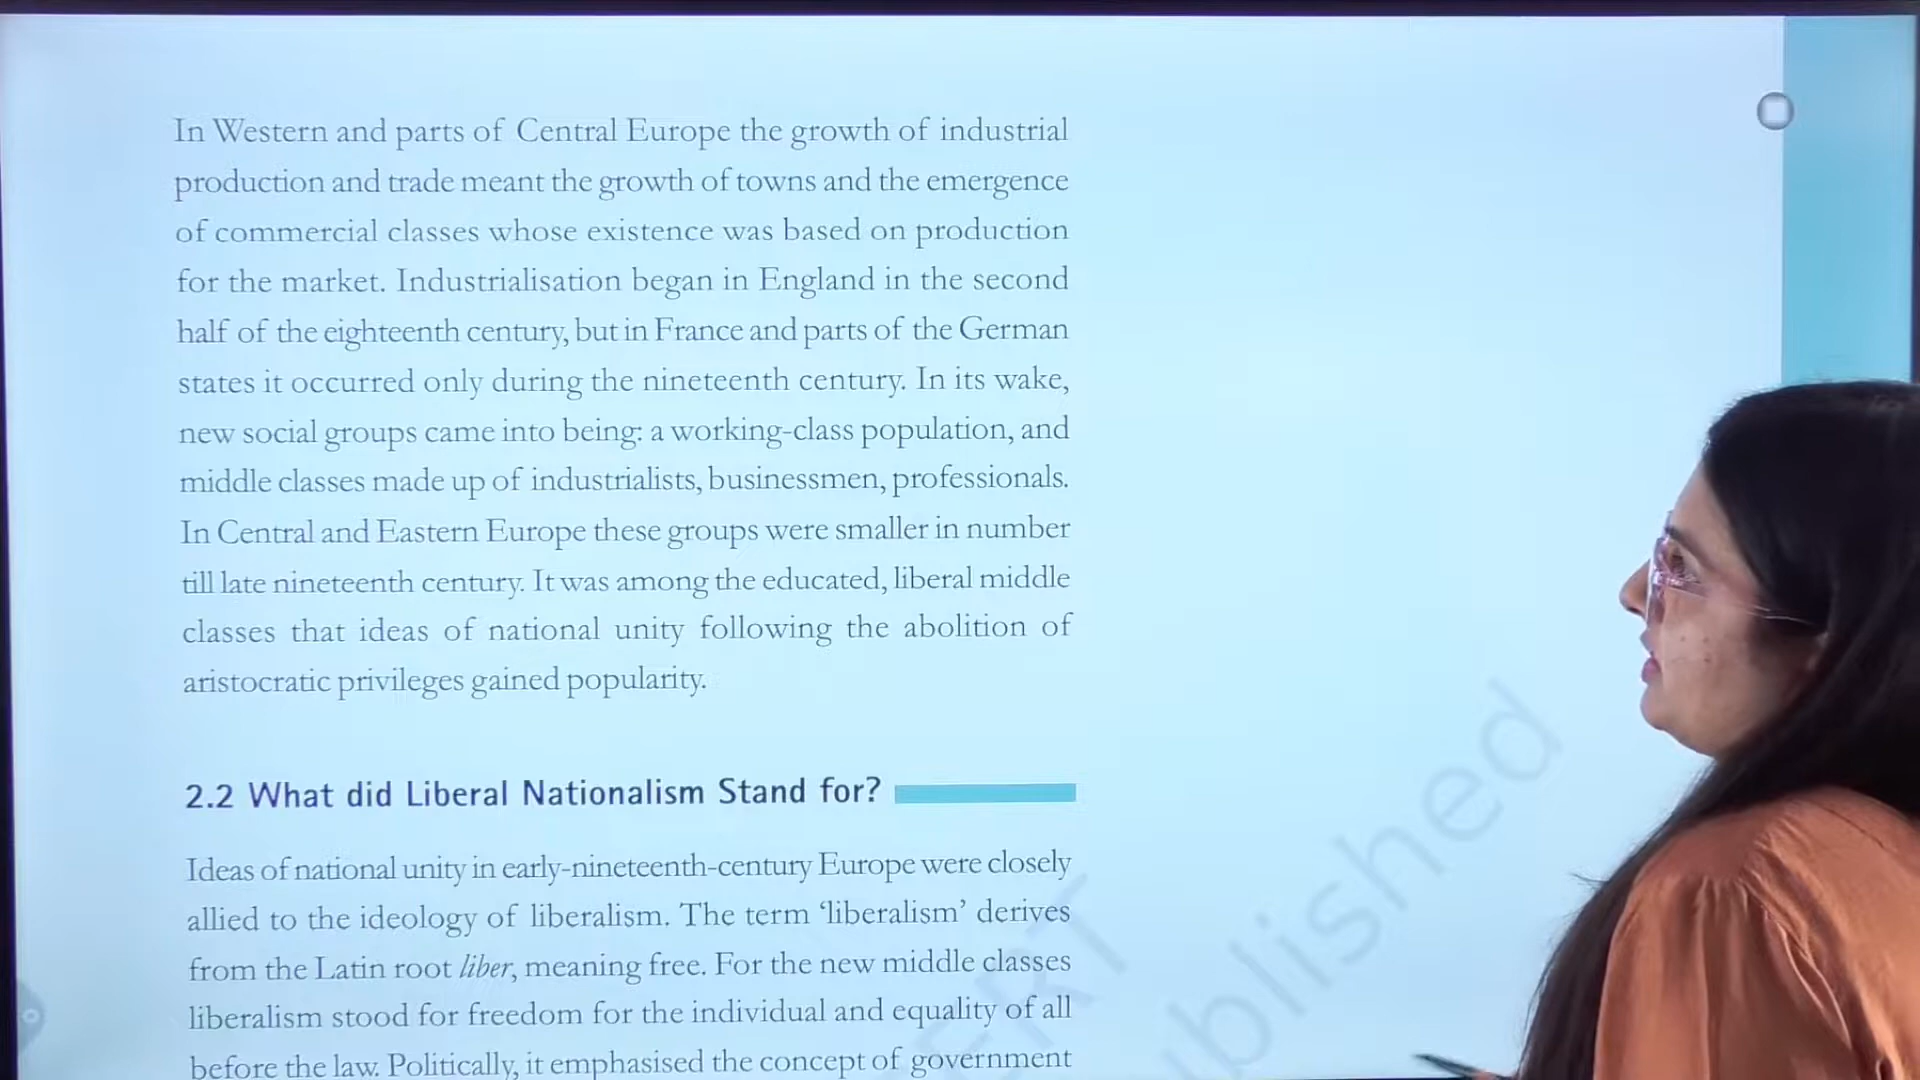 In Western and parts of Central Europe the growth of industrial
production and trade meant the growth of towns and the emergence
of commercial classes whose existence was based on production
for the market. Industrialisation began in England in the second
half of the eighteenth century, but in France and parts of the German
states it occurred only during the nineteenth century. In its wake,
new social groups came into being: a working-class population, and
middle classes made up of industrialists, businessmen, professionals.
In Central and Eastern Europe these groups were smaller in number
till late nineteenth century. It was among the educated, liberal middle
classes that ideas of national unity following the abolition of
aristocratic privileges gained popularity.
2.2 What did Liberal Nationalism Stand for?
Ideas of national unity in early-nineteenth-century Europe were closely
allied to the ideology of liberalism. The term ‘liberalism’ derives
from the Latin root liber, meaning free. For the new middle classes
liberalism stood for freedom for the individual and equality of all
before the law. Politically, it emphasised the concept of government